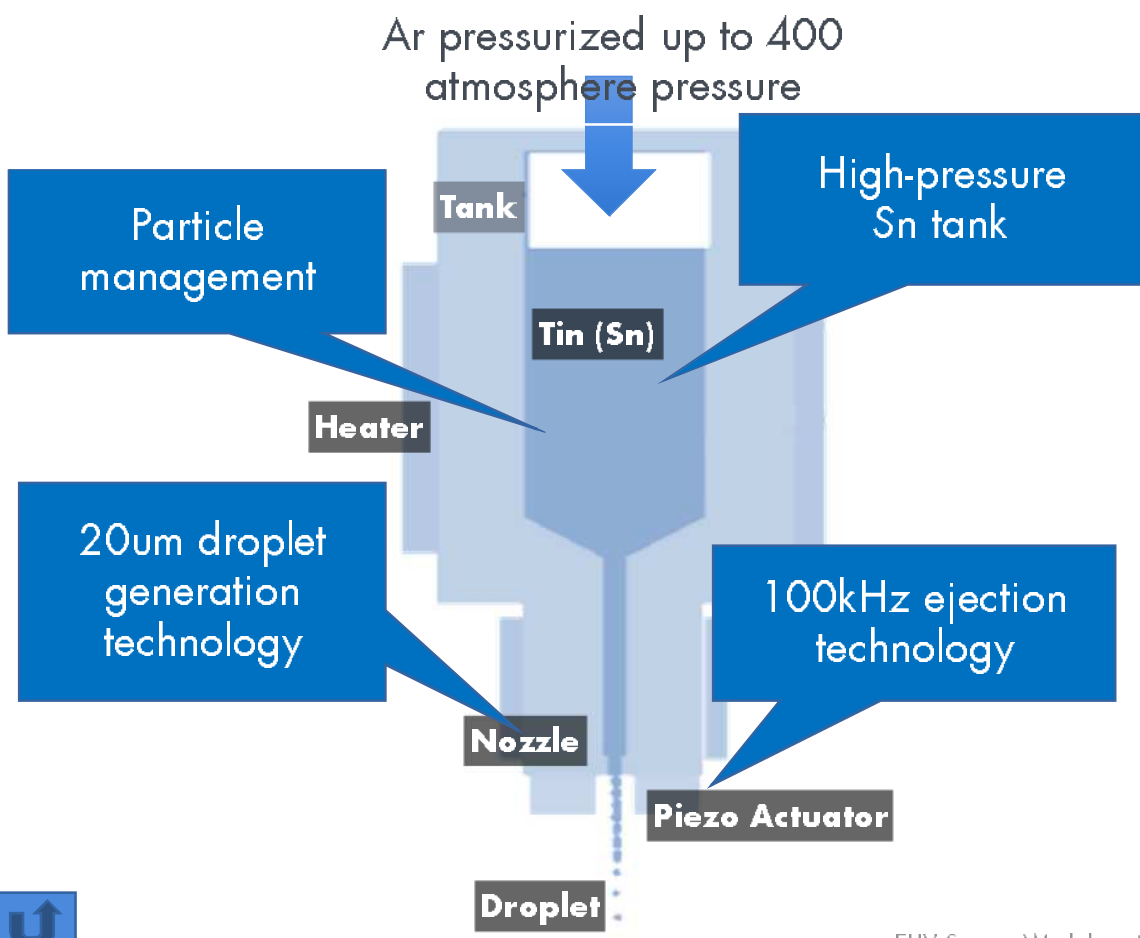 Ar pressurized up to 400
atmosphere pressure
High-pressure
Sn tank
Particle
management
Tank
Tin (Sn)
Heater
20um droplet
generation
technology
100kHz ejection
technology
Nozzle
Piezo Actuator
Droplet